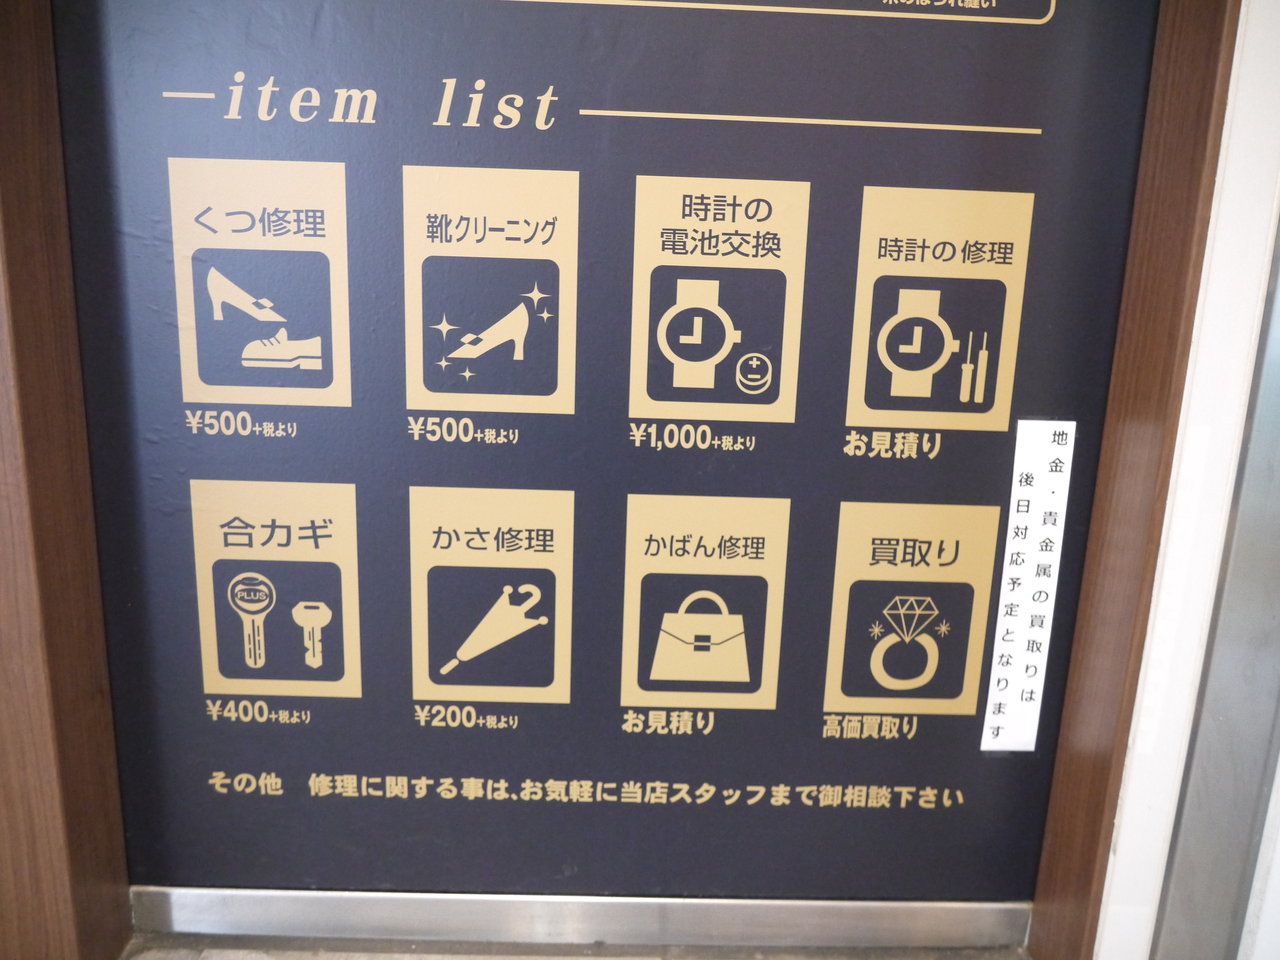 item list
くつ修理
¥500+税より
靴クリーニング
¥500+税より
時計の
電池交換
¥1,000+税より
時計の修理
お見積り
合カギ
PLUS
¥400+税より
かさ修理
¥200+税より
かばん修理
お見積り
買取り
高価買取り
地金・貴金属の買取りは
後日対応予定となります
その他　修理に関する事は、お気軽に当店スタッフまで御相談下さい